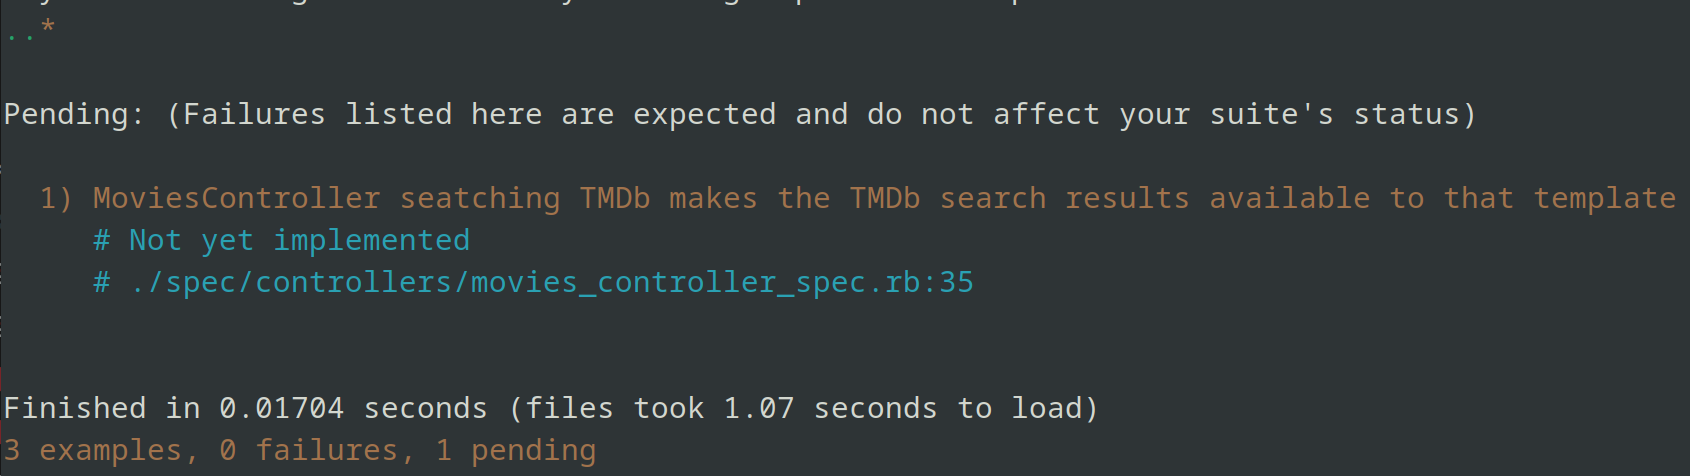 ..*
Pending: (Failures listed here are expected and do not affect your suite's status)
1) MoviesController seatching TMDb makes the TMDb search results available to that template
# Not yet implemented
# ./spec/controllers/movies_controller_spec.rb:35
Finished in 0.01704 seconds (files took 1.07 seconds to load)
3 examples, 0 failures, 1 pending